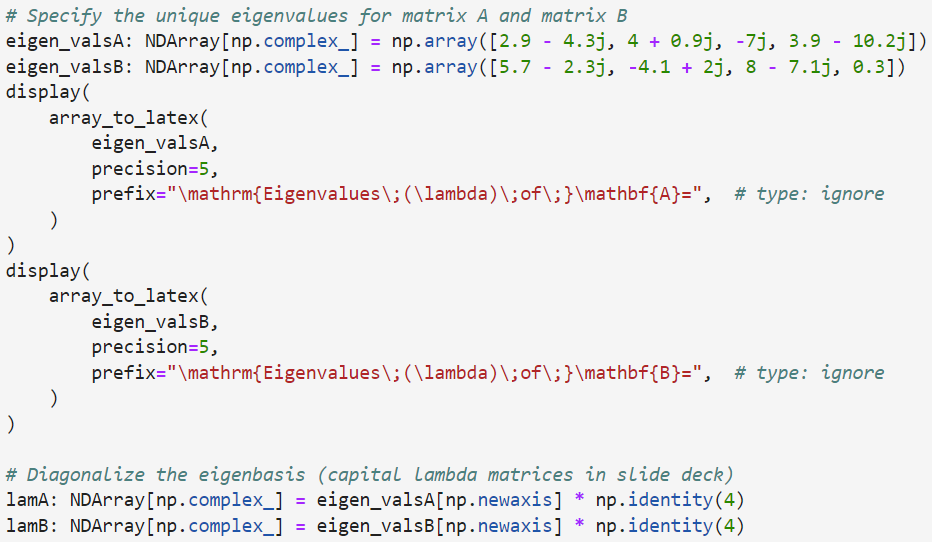 # Specify the unique eigenvalues for matrix A and matrix B
eigen_valsA: NDArray[np.complex_] = np.array([2.9 - 4.3j, 4 + 0.9j, -7j, 3.9 - 10.2j])
eigen_valsB: NDArray[np.complex_] = np.array([5.7 - 2.3j, -4.1 + 2j, 8 - 7.1j, 0.3])
display(
    array_to_latex(
        eigen_valsA,
        precision=5,
        prefix="\mathrm{Eigenvalues\;(\lambda)\;of\;}\mathbf{A}=",  # type: ignore
    )
)
display(
    array_to_latex(
        eigen_valsB,
        precision=5,
        prefix="\mathrm{Eigenvalues\;(\lambda)\;of\;}\mathbf{B}=",  # type: ignore
    )
)
# Diagonalize the eigenbasis (capital lambda matrices in slide deck)
lamA: NDArray[np.complex_] = eigen_valsA[np.newaxis] * np.identity(4)
lamB: NDArray[np.complex_] = eigen_valsB[np.newaxis] * np.identity(4)